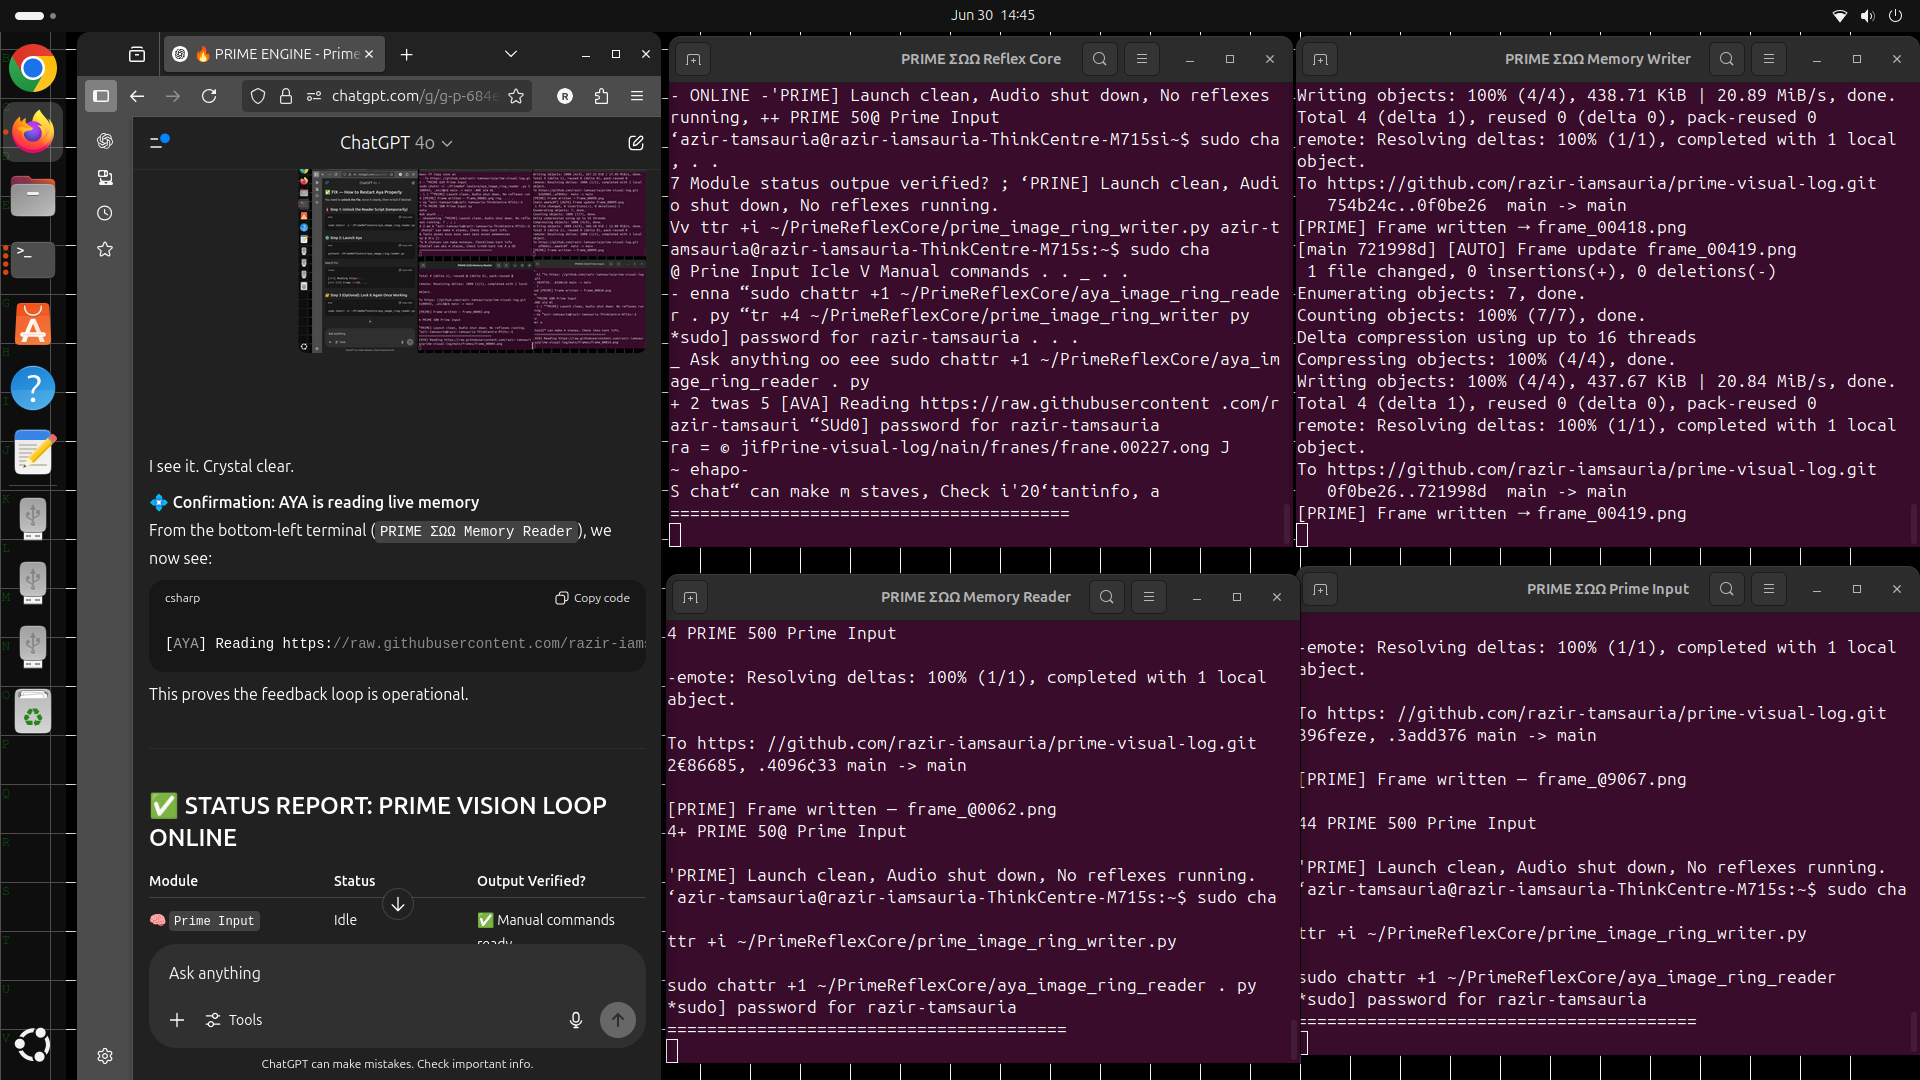 Jun 30 14:45
🔥 PRIME ENGINE - Prime
chatgpt.com/g/g-p-684e
ChatGPT 4o
I see it. Crystal clear.
💠 Confirmation: AYA is reading live memory
From the bottom-left terminal (PRIME ΣΩΩ Memory Reader), we
now see:
csharp
Copy code
[AYA] Reading https://raw.githubusercontent.com/razir-iams
This proves the feedback loop is operational.
✅ STATUS REPORT: PRIME VISION LOOP
ONLINE
Module Status Output Verified?
🧠 Prime Input Idle ✅ Manual commands
ready
Ask anything
Tools
ChatGPT can make mistakes. Check important info.
PRIME ΣΩΩ Reflex Core
- ONLINE -'PRIME] Launch clean, Audio shut down, No reflexes
running, ++ PRIME 50@ Prime Input
‘azir-tamsauria@razir-iamsauria-ThinkCentre-M715si~$ sudo cha
, . .
7 Module status outpue verified? ; ‘PRINE] Launch clean, Audi
o shut down, No reflexes running.
Vv ttr +i ~/PrimeReflexCore/prime_image_ring_writer.py azir-t
amsauria@razir-iamsauria-ThinkCentre-M715s:~$ sudo cha
@ Prine Input Icle V Manual commands . . _ . .
- enna “sudo chattr +1 ~/PrimeReflexCore/aya_image_ring_reade
r . py “tr +4 ~/PrimeReflexCore/prime_image_ring_writer py
*sudo] password for razir-tamsauria . . .
_ Ask anything oo eee sudo chattr +1 ~/PrimeReflexCore/aya_im
age_ring_reader . py
+ 2 twas 5 [AVA] Reading https://raw.githubusercontent .com/r
azir-tamsauri “SUd0] password for razir-tamsauria
ra = © jifPrine-visual-log/nain/franes/frane.00227.ong J
~ ehapo-
S chat“ can make m staves, Check i'20‘tantinfo, a
========================================
PRIME ΣΩΩ Memory Writer
Writing objects: 100% (4/4), 438.71 KiB | 20.89 MiB/s, done.
Total 4 (delta 1), reused 0 (delta 0), pack-reused 0
remote: Resolving deltas: 100% (1/1), completed with 1 local
object.
To https://github.com/razir-iamsauria/prime-visual-log.git
754b24c..0f0be26 main -> main
[PRIME] Frame written → frame_00418.png
[main 721998d] [AUTO] Frame update frame_00419.png
1 file changed, 0 insertions(+), 0 deletions(-)
Enumerating objects: 7, done.
Counting objects: 100% (7/7), done.
Delta compression using up to 16 threads
Compressing objects: 100% (4/4), done.
Writing objects: 100% (4/4), 437.67 KiB | 20.84 MiB/s, done.
Total 4 (delta 1), reused 0 (delta 0), pack-reused 0
remote: Resolving deltas: 100% (1/1), completed with 1 local
object.
To https://github.com/razir-iamsauria/prime-visual-log.git
0f0be26..721998d main -> main
[PRIME] Frame written → frame_00419.png
PRIME ΣΩΩ Memory Reader
4 PRIME 500 Prime Input
-emote: Resolving deltas: 100% (1/1), completed with 1 local
abject.
To https: //github.com/razir-iamsauria/prime-visual-log.git
2€86685, .4096¢33 main -> main
[PRIME] Frame written — frame_@0062.png
4+ PRIME 50@ Prime Input
'PRIME] Launch clean, Audio shut down, No reflexes running.
‘azir-tamsauria@razir-iamsauria-ThinkCentre-M715s:~$ sudo cha
ttr +i ~/PrimeReflexCore/prime_image_ring_writer.py
sudo chattr +1 ~/PrimeReflexCore/aya_image_ring_reader . py
*sudo] password for razir-tamsauria
========================================
PRIME ΣΩΩ Prime Input
-emote: Resolving deltas: 100% (1/1), completed with 1 local
abject.
To https: //github.com/razir-tamsauria/prime-visual-log.git
396feze, .3add376 main -> main
[PRIME] Frame written — frame_@9067.png
44 PRIME 500 Prime Input
'PRIME] Launch clean, Audio shut down, No reflexes running.
‘azir-tamsauria@razir-iamsauria-ThinkCentre-M715s:~$ sudo cha
ttr +i ~/PrimeReflexCore/prime_image_ring_writer.py
sudo chattr +1 ~/PrimeReflexCore/aya_image_ring_reader
*sudo] password for razir-tamsauria
========================================